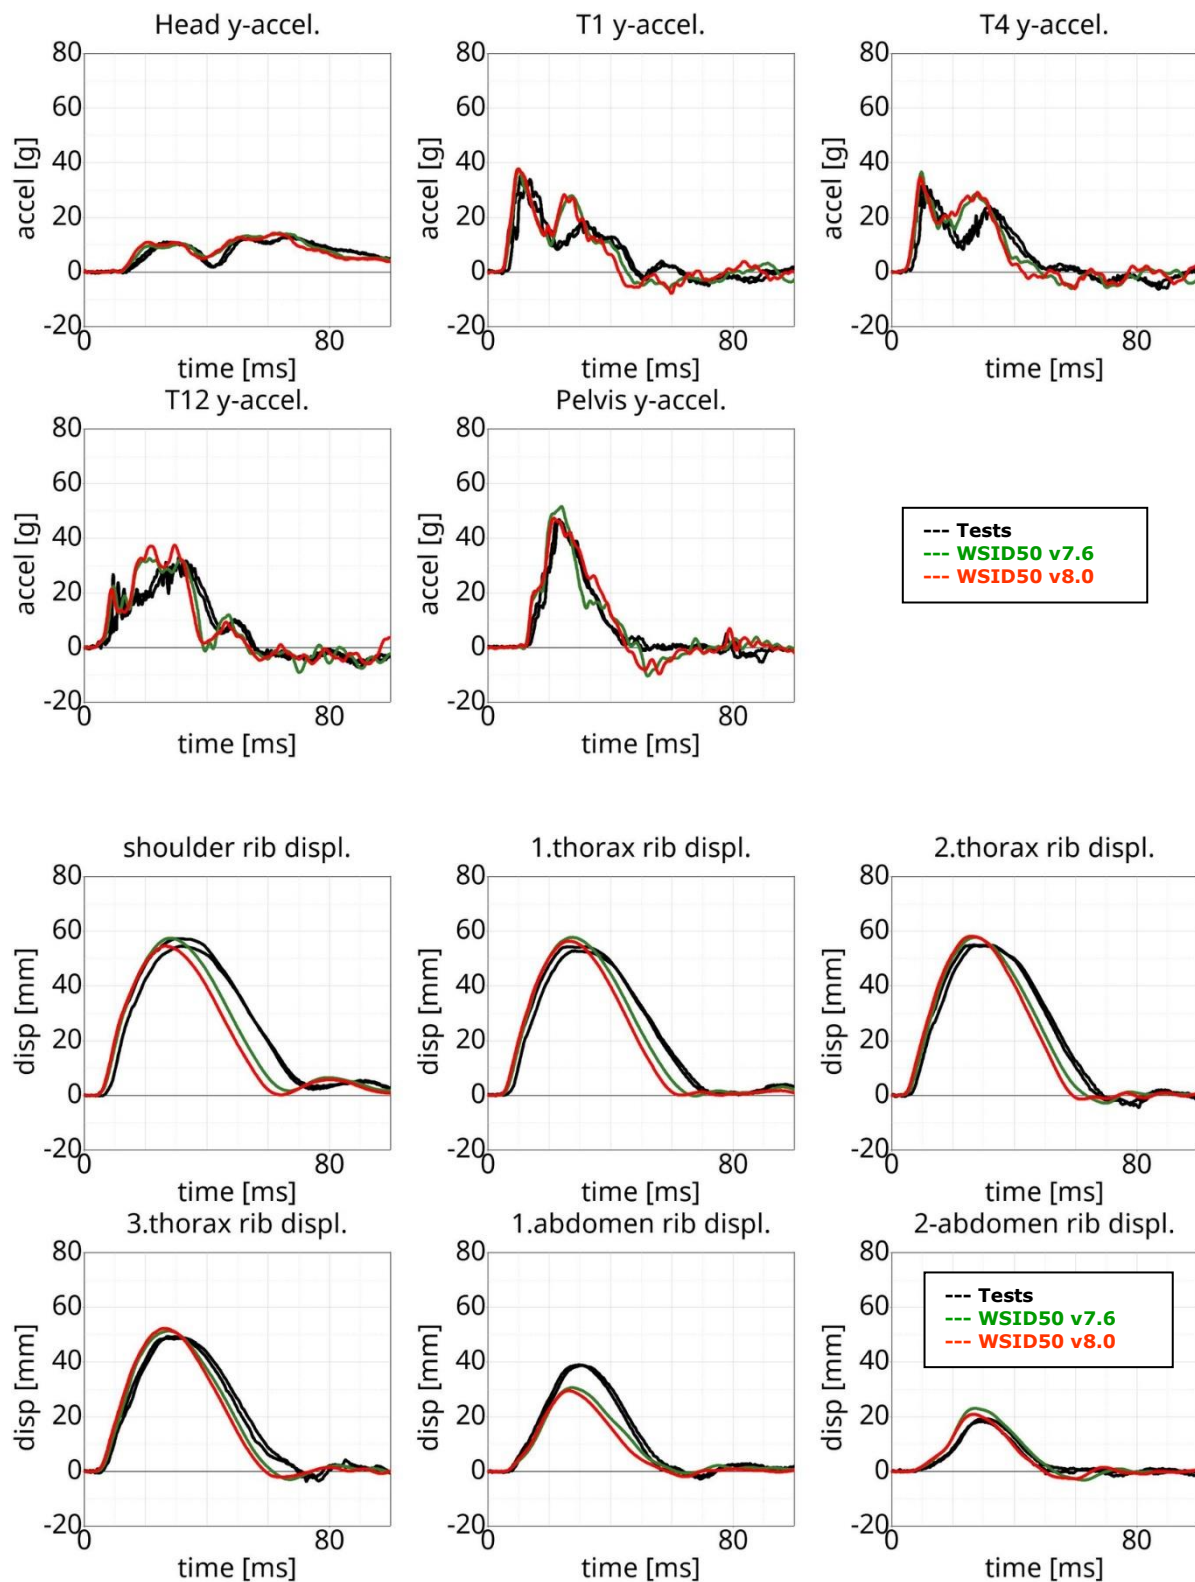 Head y-accel.
80
60
40
20
0
-20
0
80
accel [g]
time [ms]
T1 y-accel.
80
60
40
20
0
-20
0
80
accel [g]
time [ms]
T4 y-accel.
80
60
40
20
0
-20
0
80
accel [g]
time [ms]
T12 y-accel.
80
60
40
20
0
-20
0
80
accel [g]
time [ms]
Pelvis y-accel.
80
60
40
20
0
-20
0
80
accel [g]
time [ms]
--- Tests
--- WSID50 v7.6
--- WSID50 v8.0
shoulder rib displ.
80
60
40
20
0
-20
0
80
disp [mm]
time [ms]
1.thorax rib displ.
80
60
40
20
0
-20
0
80
disp [mm]
time [ms]
2.thorax rib displ.
80
60
40
20
0
-20
0
80
disp [mm]
time [ms]
3.thorax rib displ.
80
60
40
20
0
-20
0
80
disp [mm]
time [ms]
1.abdomen rib displ.
80
60
40
20
0
-20
0
80
disp [mm]
time [ms]
2-abdomen rib displ.
80
60
40
20
0
-20
0
80
disp [mm]
time [ms]
--- Tests
--- WSID50 v7.6
--- WSID50 v8.0